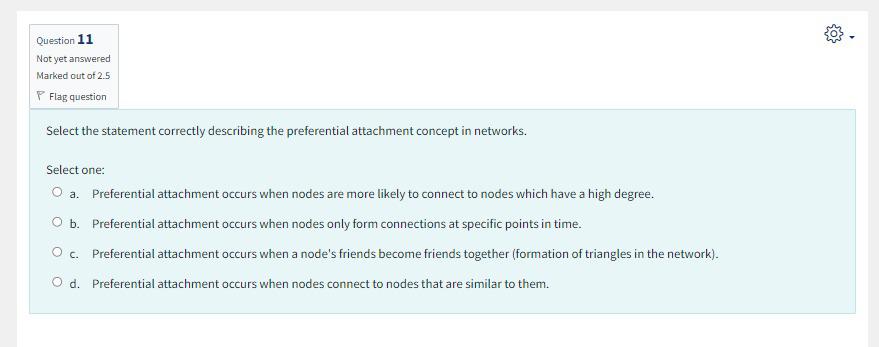 Question 11
Not yet answered
Marked out of 2.5
Flag question
Select the statement correctly describing the preferential attachment concept in networks.
Select one:
a. Preferential attachment occurs when nodes are more likely to connect to nodes which have a high degree.
b. Preferential attachment occurs when nodes only form connections at specific points in time.
c. Preferential attachment occurs when a node's friends become friends together (formation of triangles in the network).
d. Preferential attachment occurs when nodes connect to nodes that are similar to them.